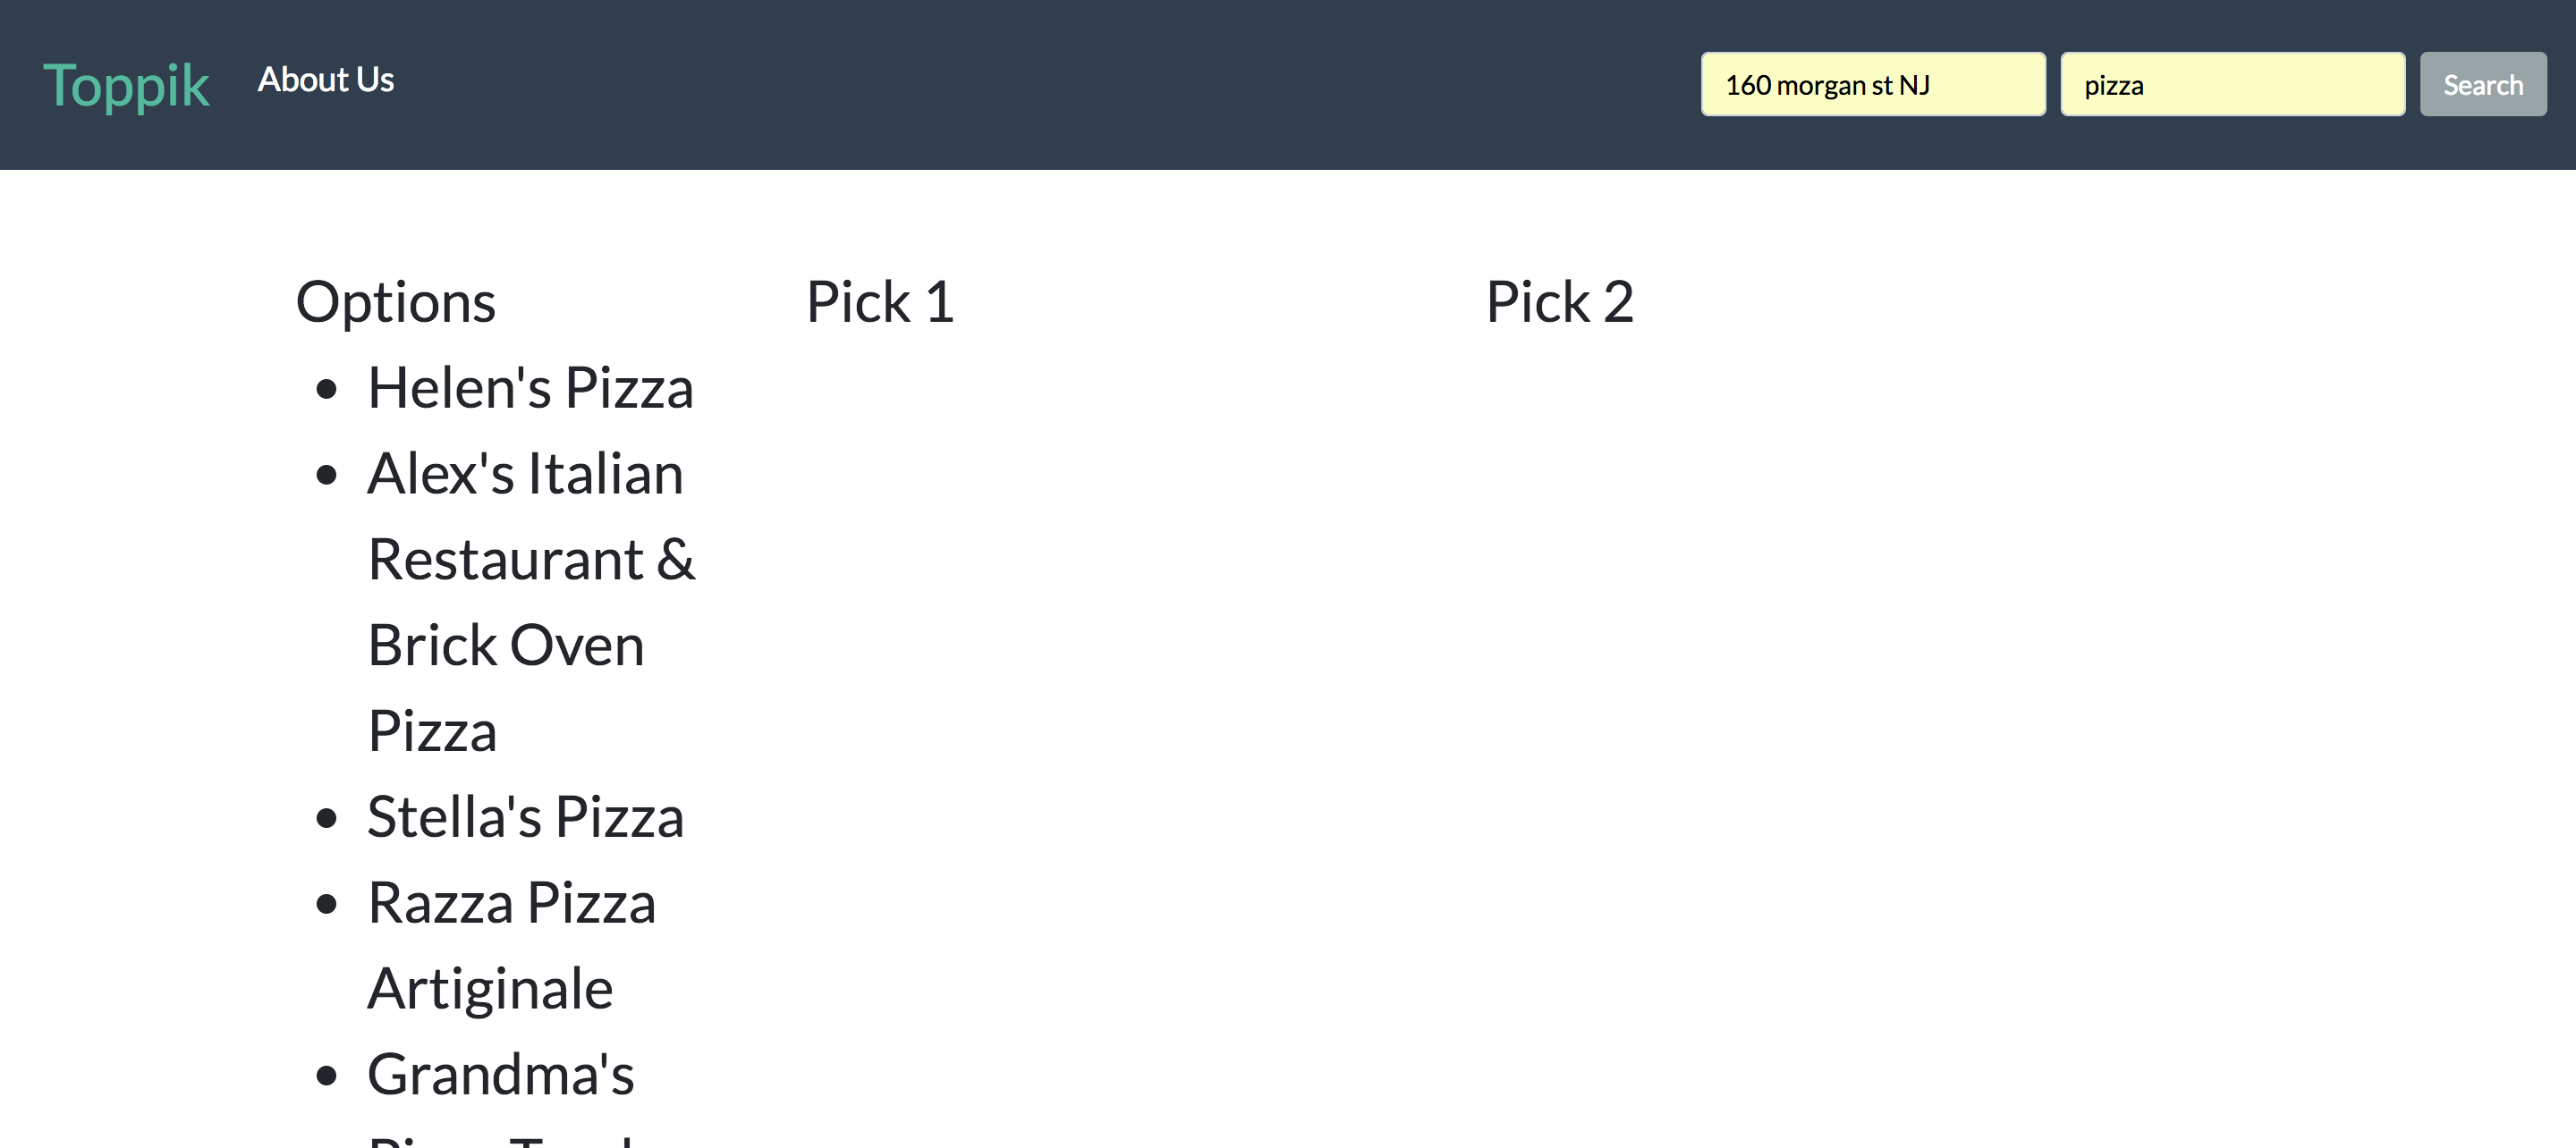 Toppik About Us 160 morgan st NJ pizza Search
Options Pick 1 Pick 2
Helen's Pizza
Alex's Italian
Restaurant &
Brick Oven
Pizza
Stella's Pizza
Razza Pizza
Artiginale
Grandma's